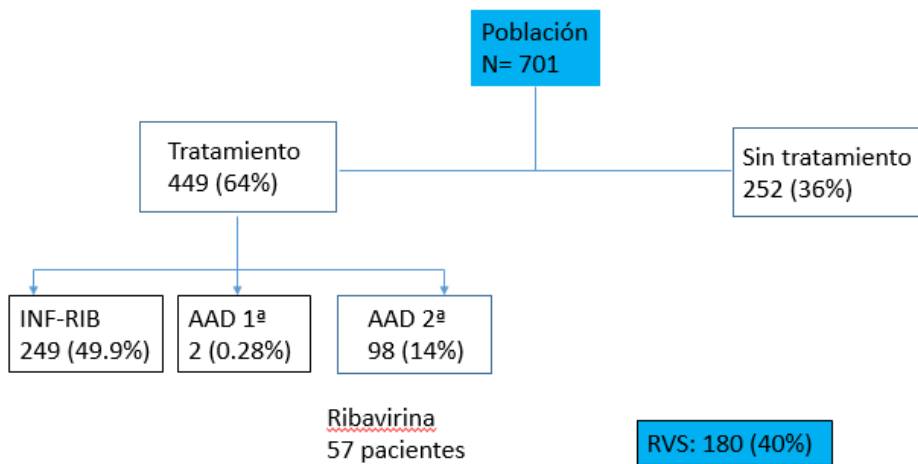 Población
N= 701
Tratamiento
449 (64%)
Sin tratamiento
252 (36%)
INF-RIB
249 (49.9%)
AAD 1ª
2 (0.28%)
AAD 2ª
98 (14%)
Ribavirina
57 pacientes
RVS: 180 (40%)